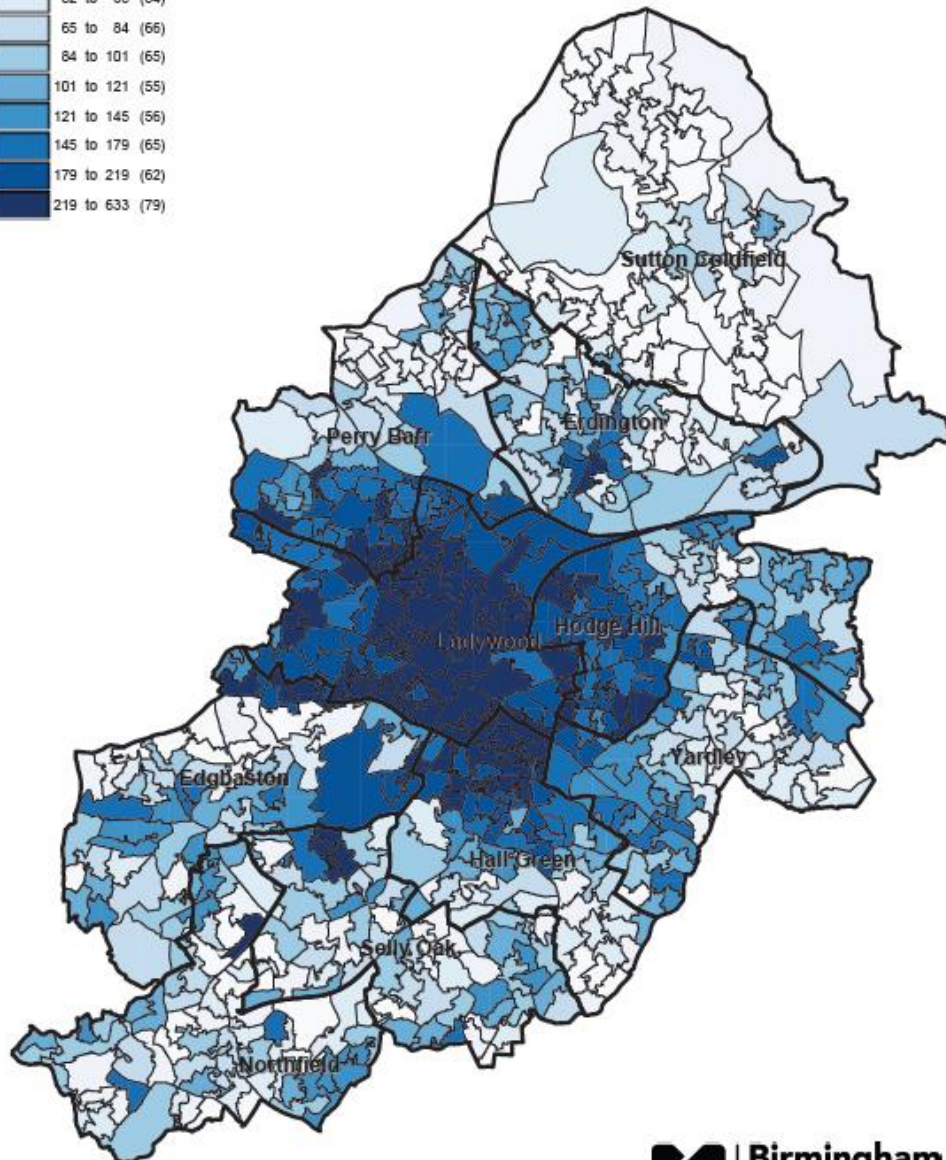 65 to 84 (66)
84 to 101 (65)
101 to 121 (55)
121 to 145 (56)
145 to 179 (65)
179 to 219 (62)
219 to 633 (79)
Sutton Coldfield
Erdington
Perry Barr
Ladywood
Hodge Hill
Yardley
Edgbaston
Hall Green
Selly Oak
Northfield
Birmingham